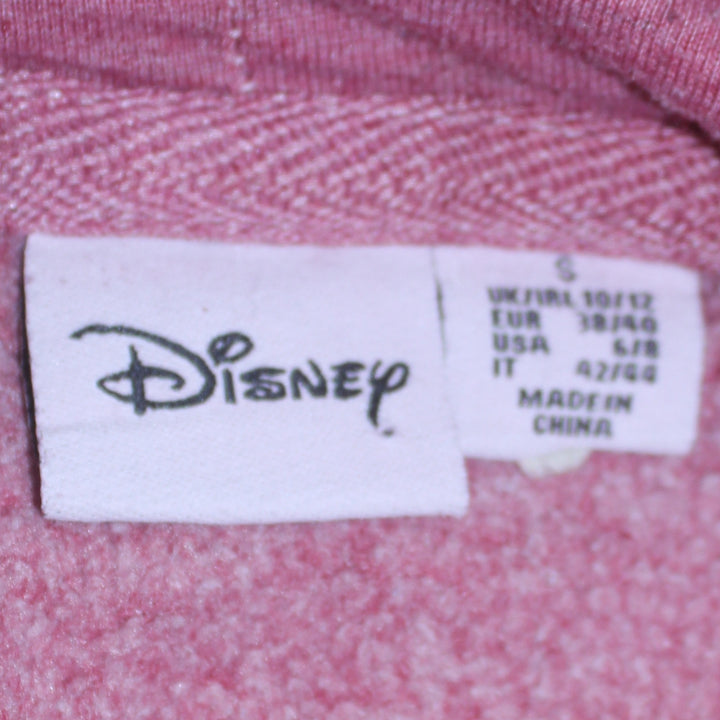 Disney
S
UK/IRL 10/12
EUR 38/40
USA 6/8
IT 42/44
MADE IN
CHINA